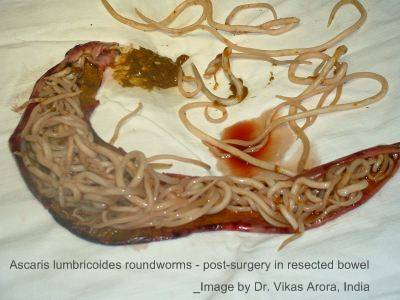 Ascaris lumbricoides roundworms - post-surgery in resected bowel
_Image by Dr. Vikas Arora, India